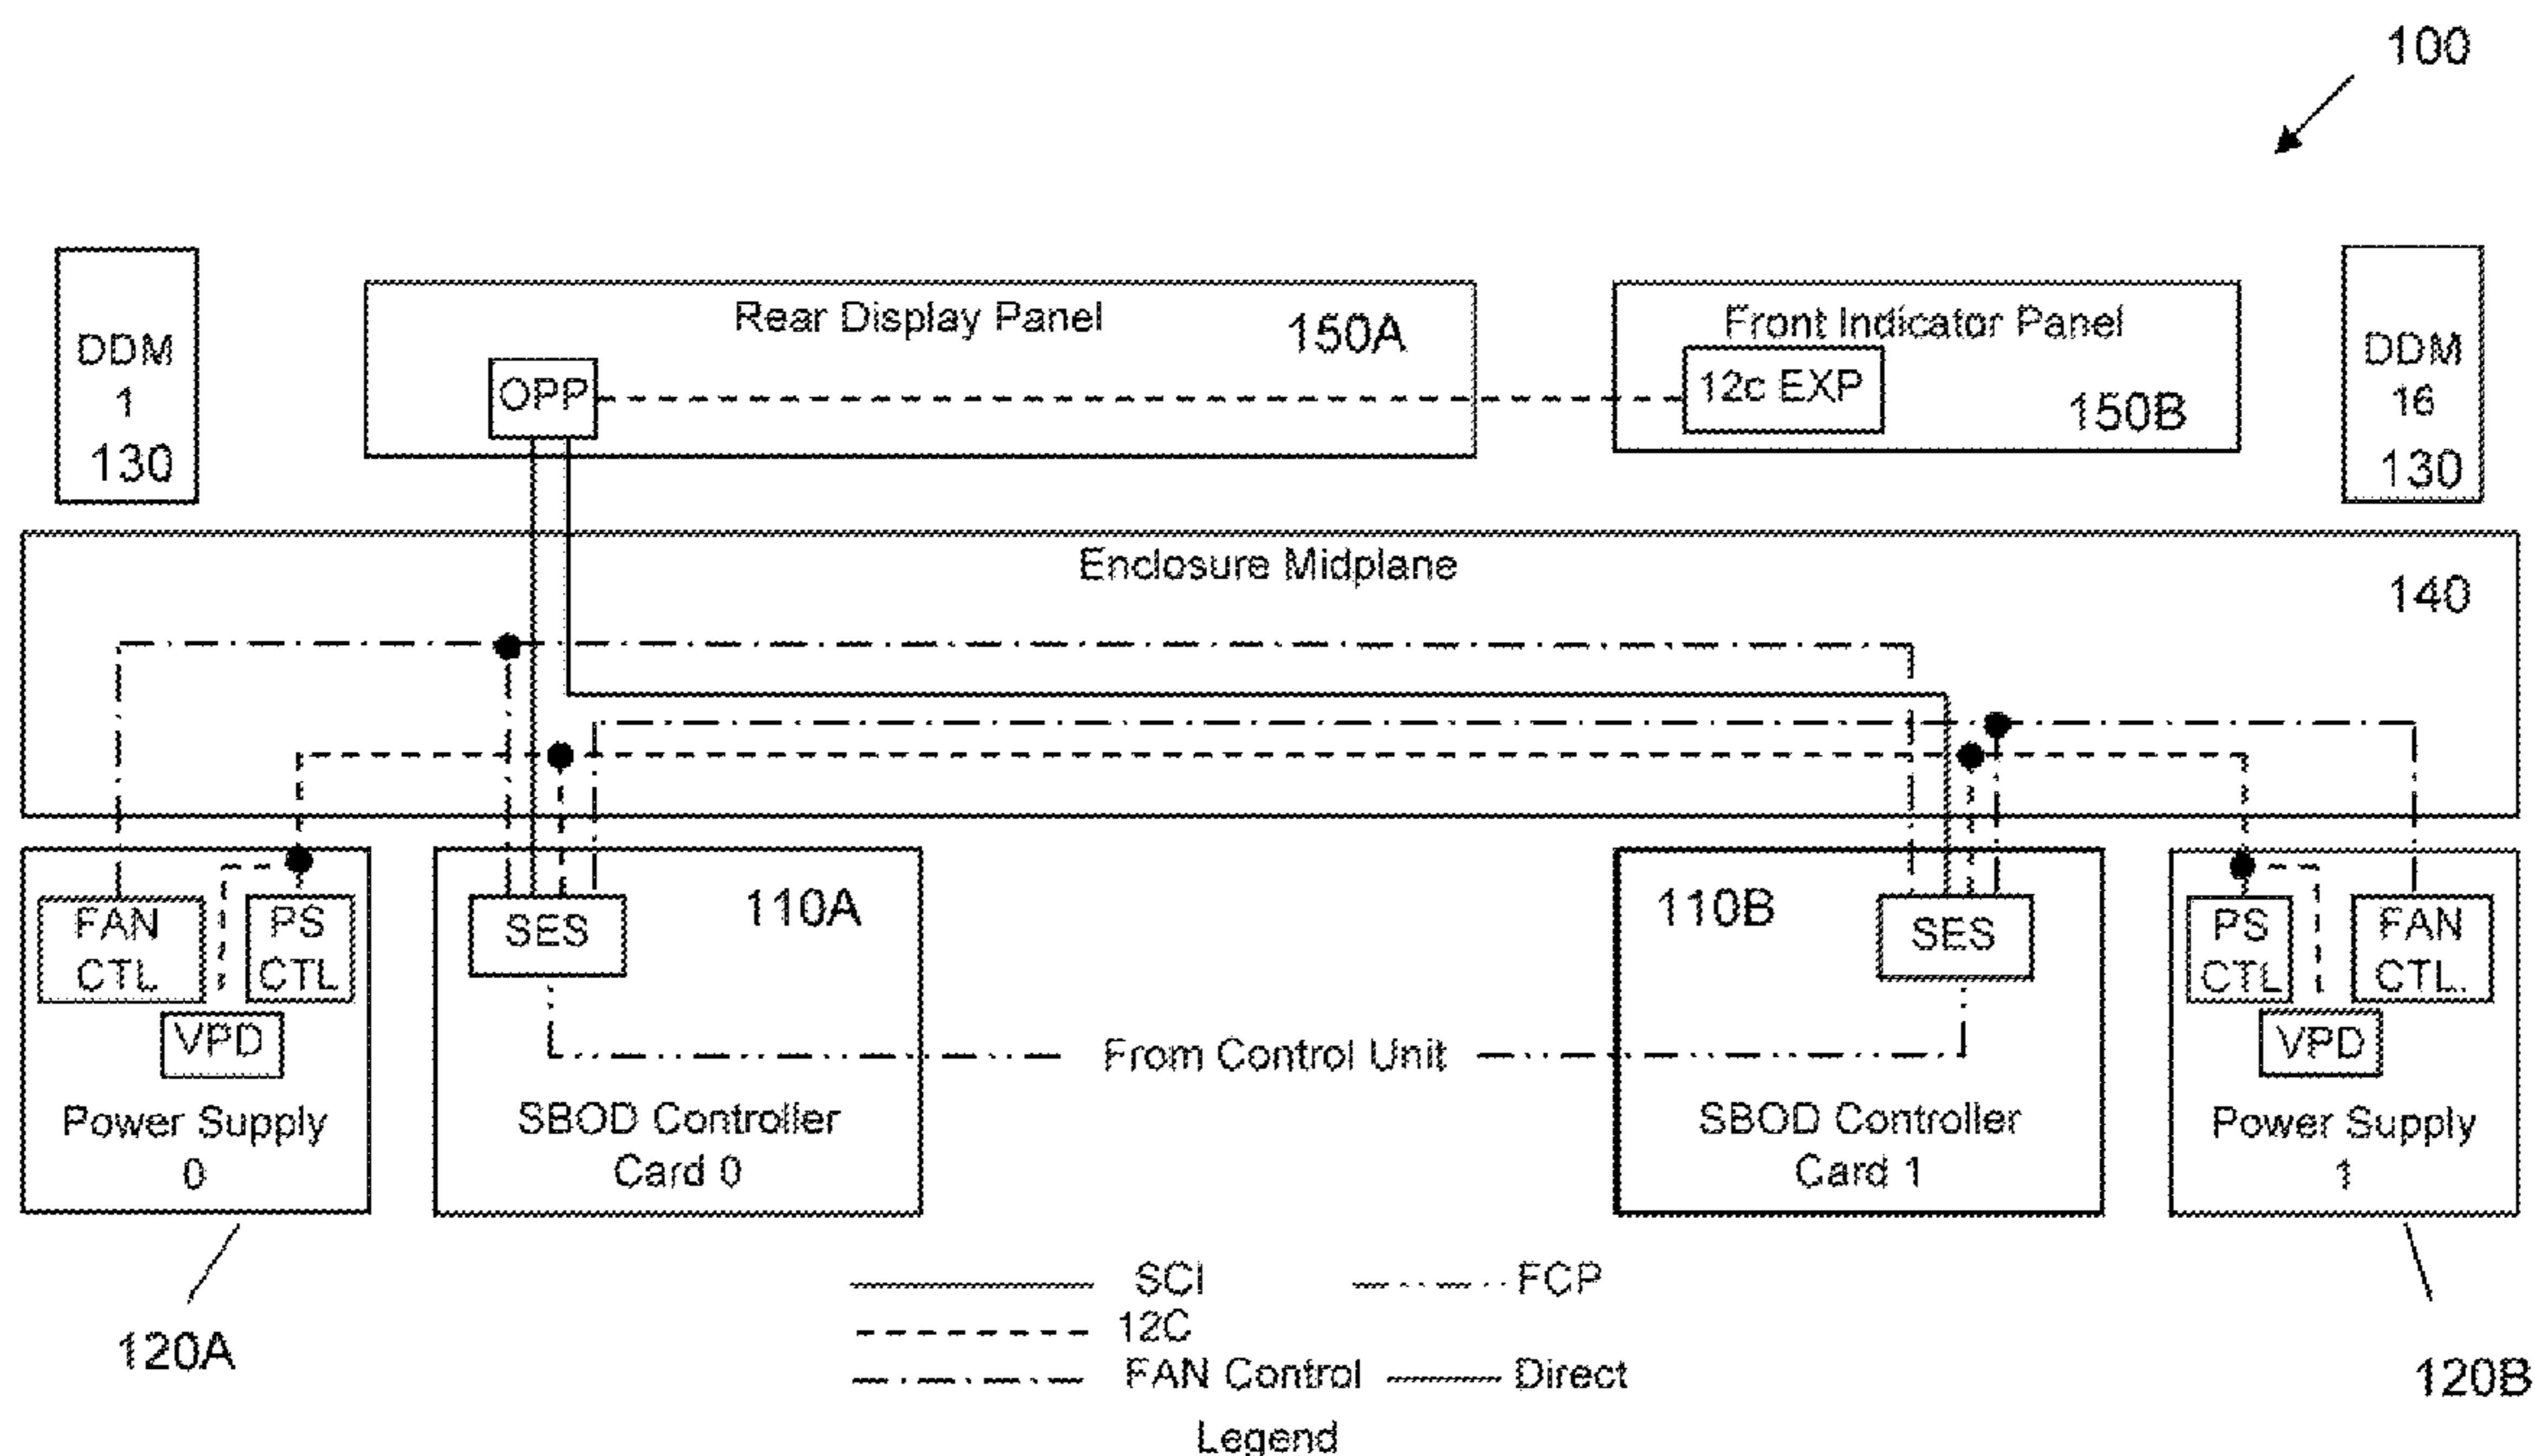 100
DDM
1
130
Rear Display Panel
150A
OPP
Front Indicator Panel
12c EXP
150B
DDM
16
130
Enclosure Midplane
140
FAN
CTL
PS
CTL
VPD
Power Supply
0
120A
110A
SES
SBOD Controller
Card 0
From Control Unit
110B
SES
SBOD Controller
Card 1
PS
CTL
FAN
CTL.
VPD
Power Supply
1
120B
SCI
FCP
12C
FAN Control
Direct
Legend